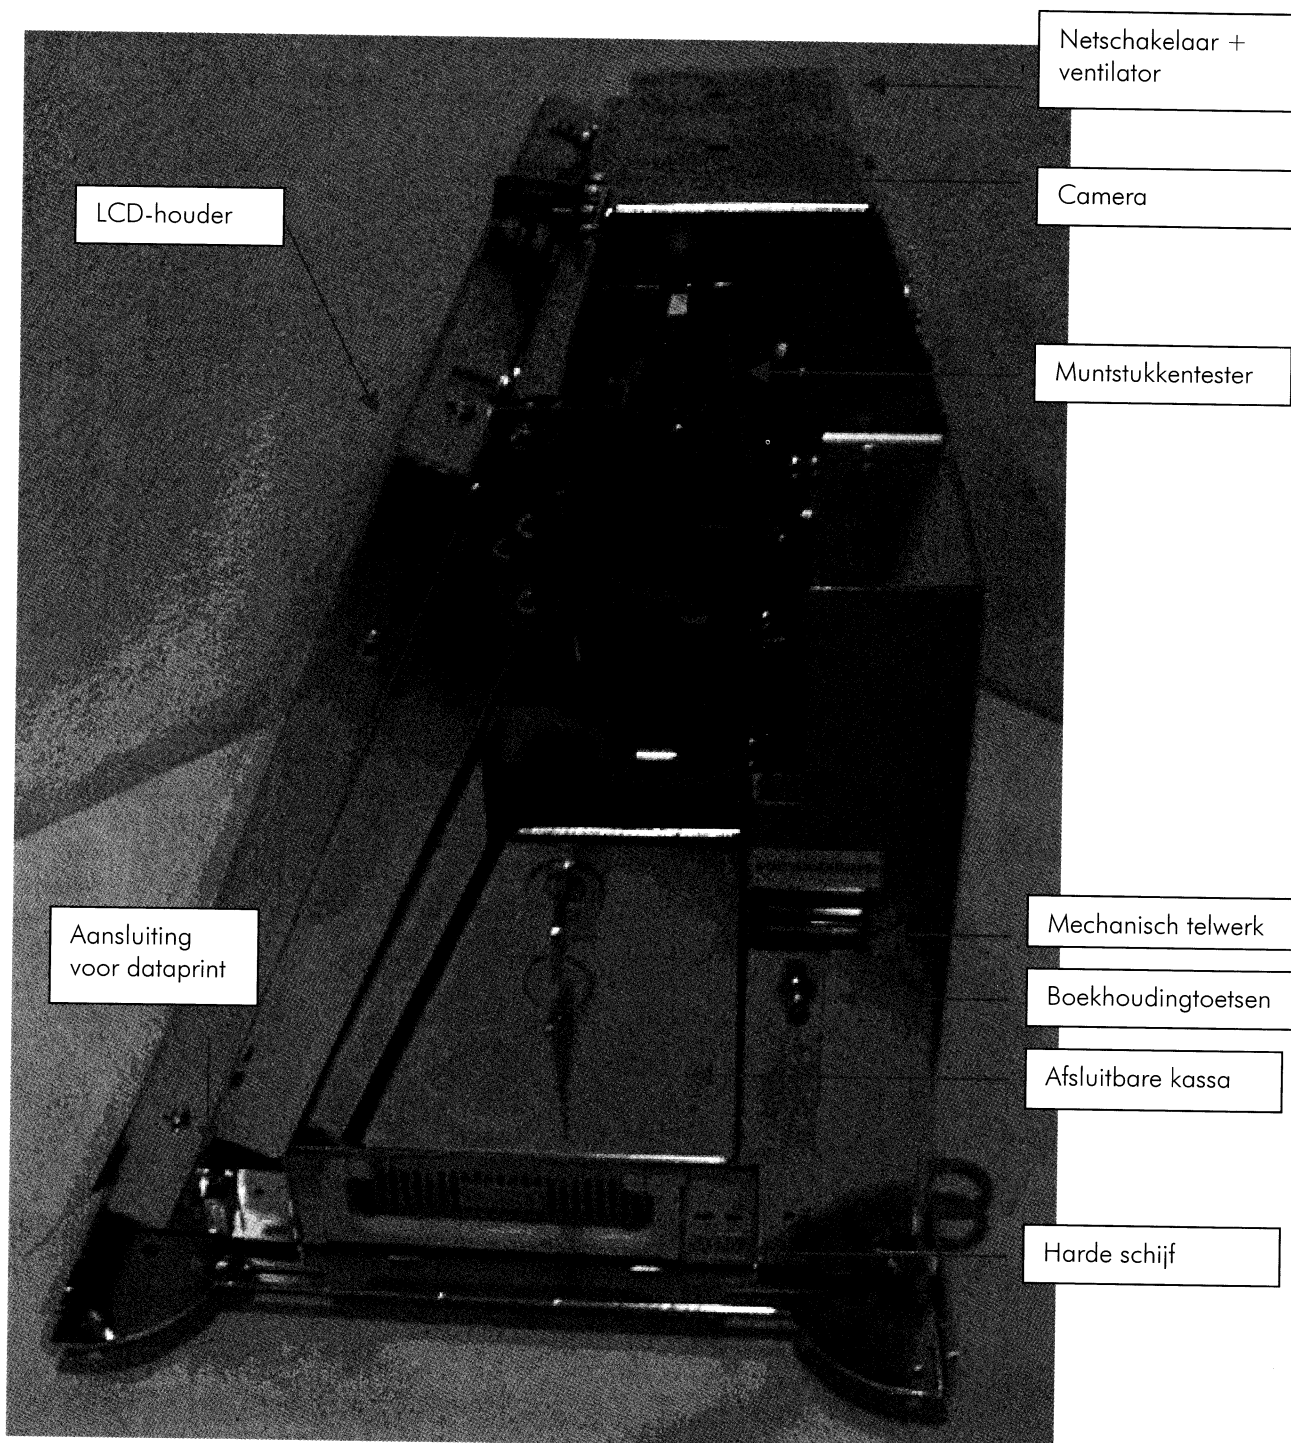 Netschakelaar +
ventilator
Camera
LCD-houder
Muntstukkentester
Aansluiting
voor dataprint
Mechanisch telwerk
Boekhoudingtoetsen
Afsluitbare kassa
Harde schijf